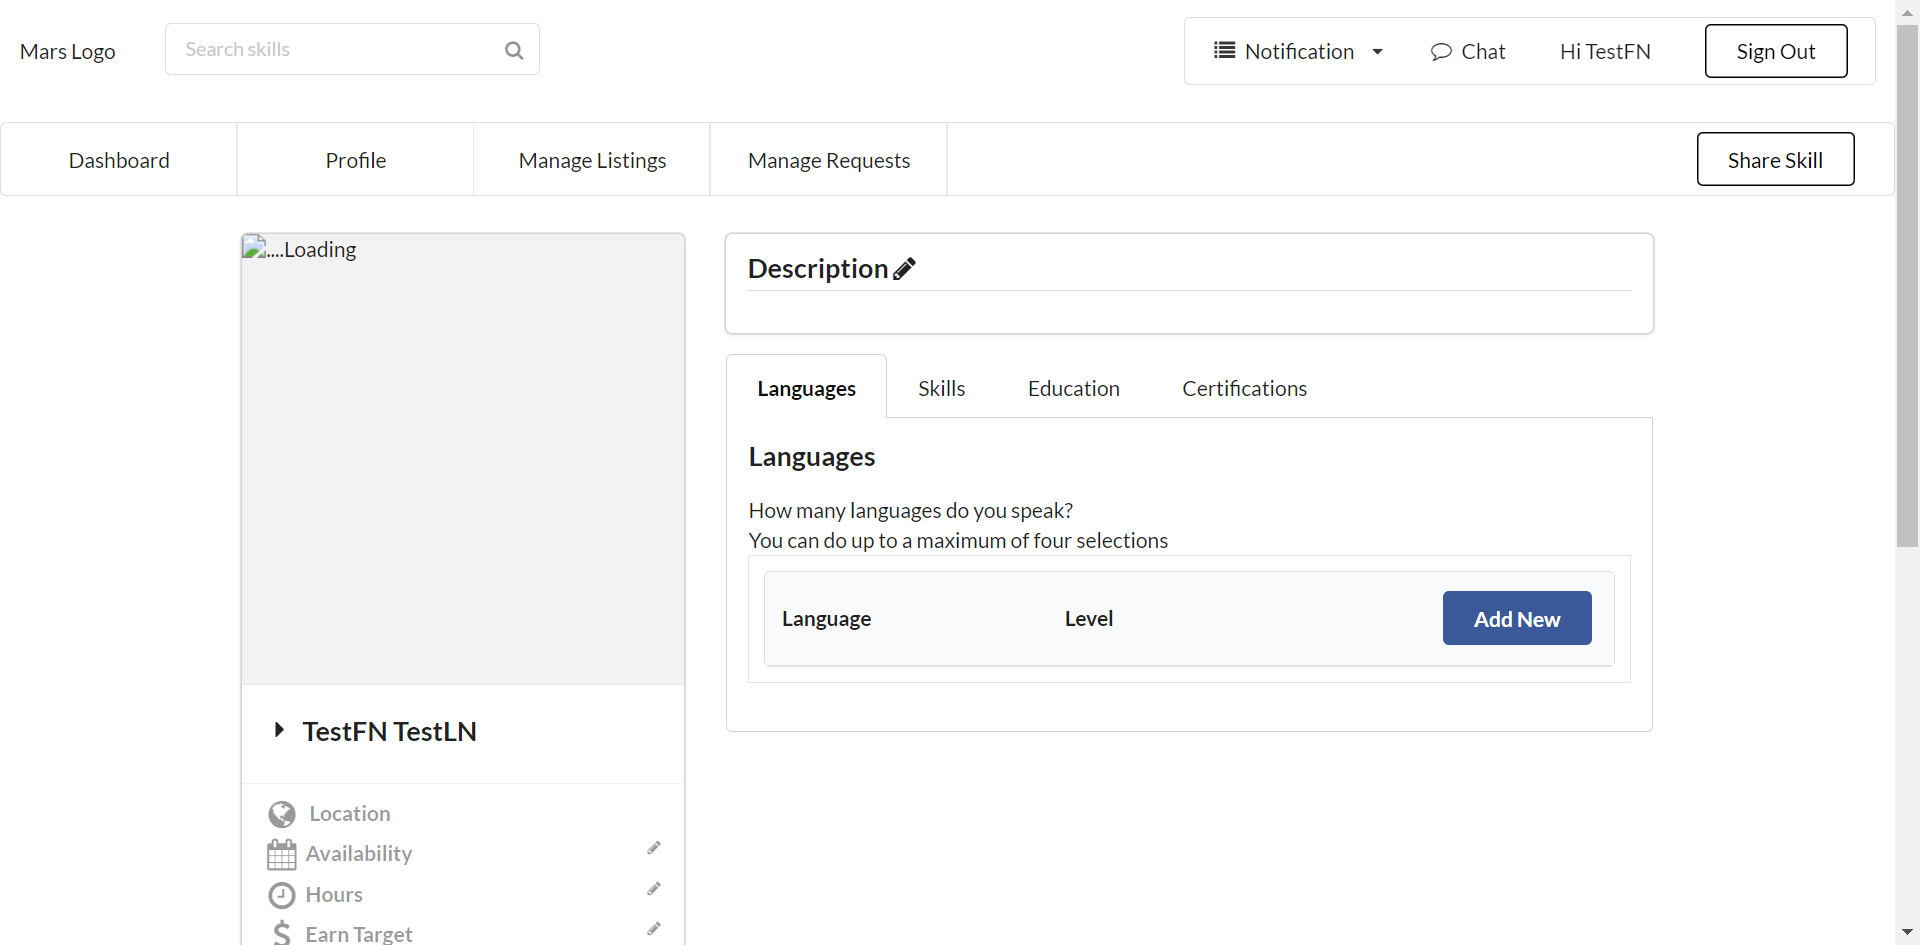 Mars Logo
Search skills
Notification
Chat
Hi TestFN
Sign Out
Dashboard
Profile
Manage Listings
Manage Requests
Share Skill
....Loading
TestFN TestLN
Location
Availability
Hours
Earn Target
Description
Languages
Skills
Education
Certifications
Languages
How many languages do you speak?
You can do up to a maximum of four selections
Language
Level
Add New